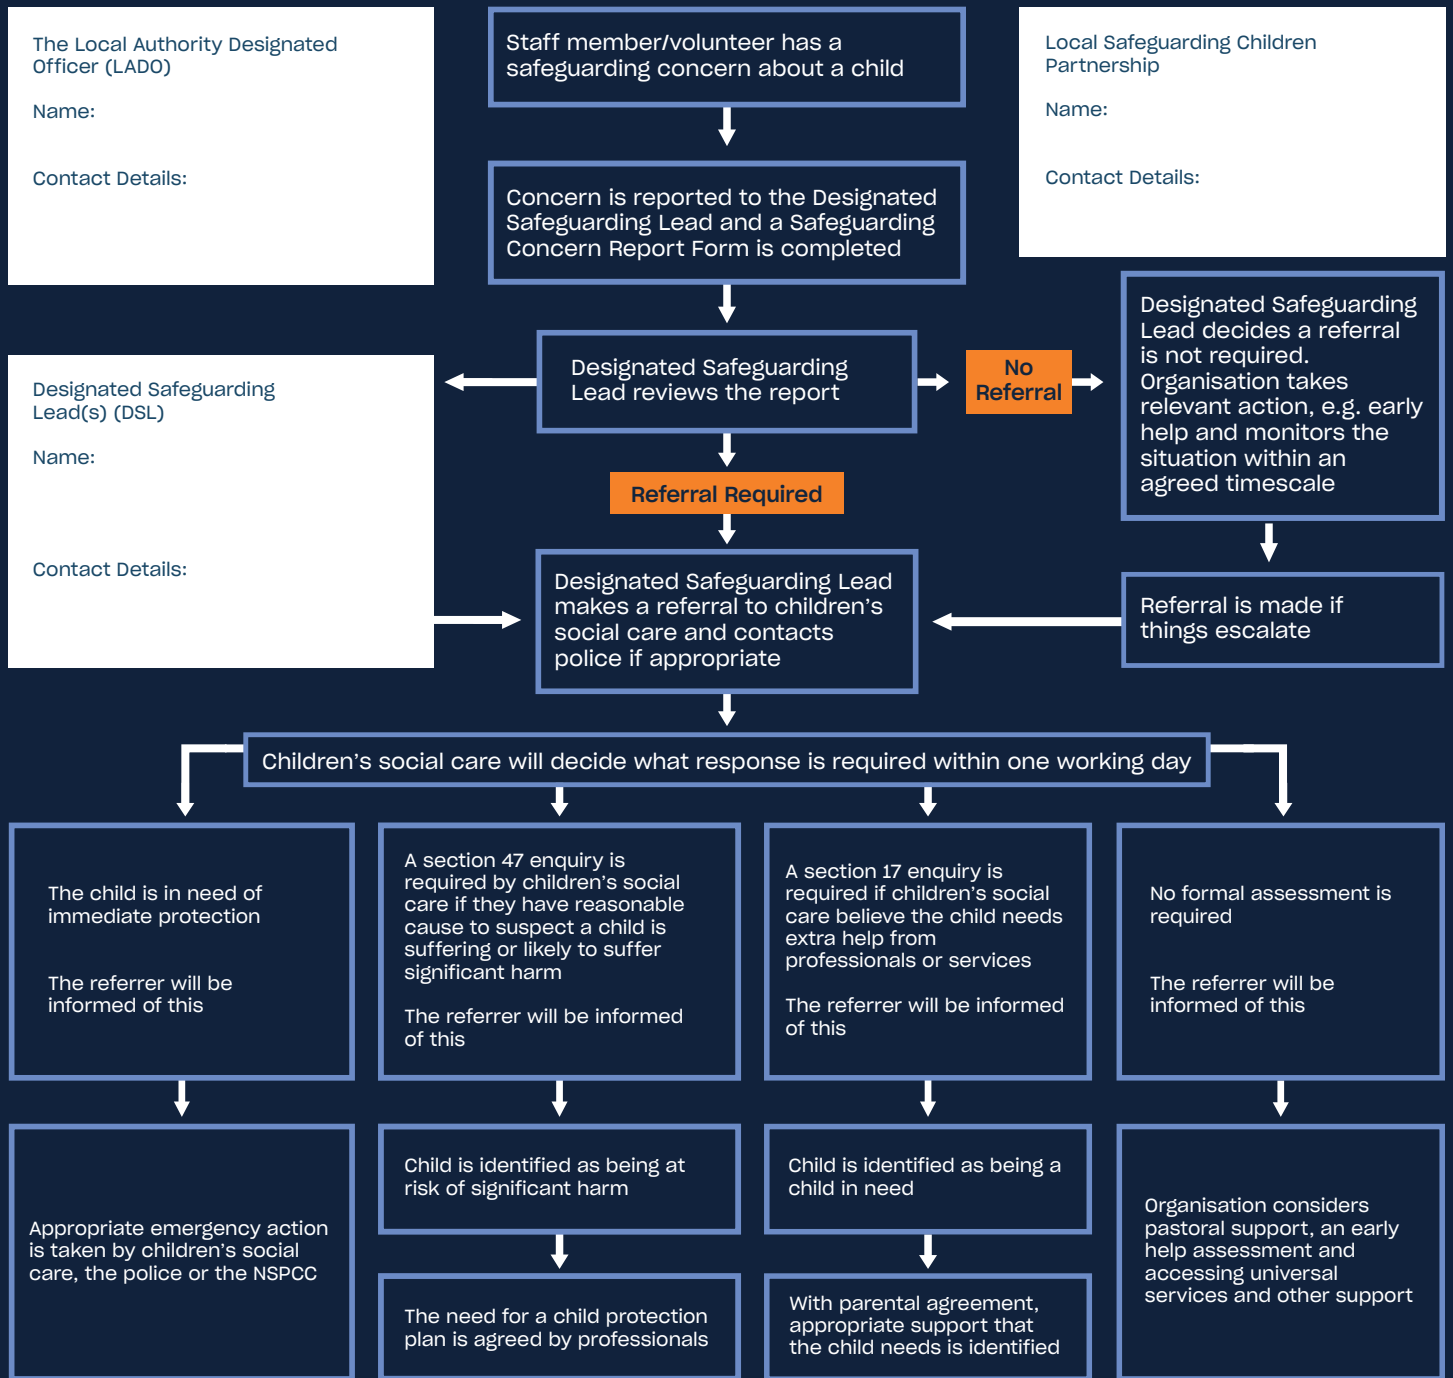 The Local Authority Designated
Officer (LADO)
Name:
Contact Details:
Staff member/volunteer has a
safeguarding concern about a child
Local Safeguarding Children
Partnership
Name:
Contact Details:
Concern is reported to the Designated
Safeguarding Lead and a Safeguarding
Concern Report Form is completed
Designated Safeguarding
Lead(s) (DSL)
Name:
Contact Details:
Designated Safeguarding
Lead reviews the report
No
Referral
Designated Safeguarding
Lead decides a referral
is not required.
Organisation takes
relevant action, e.g. early
help and monitors the
situation within an
agreed timescale
Referral Required
Designated Safeguarding Lead
makes a referral to children’s
social care and contacts
police if appropriate
Referral is made if
things escalate
Children’s social care will decide what response is required within one working day
The child is in need of
immediate protection
The referrer will be
informed of this
A section 47 enquiry is
required by children’s social
care if they have reasonable
cause to suspect a child is
suffering or likely to suffer
significant harm
The referrer will be informed
of this
A section 17 enquiry is
required if children’s social
care believe the child needs
extra help from
professionals or services
The referrer will be informed
of this
No formal assessment is
required
The referrer will be
informed of this
Appropriate emergency action
is taken by children’s social
care, the police or the NSPCC
Child is identified as being at
risk of significant harm
The need for a child protection
plan is agreed by professionals
Child is identified as being a
child in need
With parental agreement,
appropriate support that
the child needs is identified
Organisation considers
pastoral support, an early
help assessment and
accessing universal
services and other support